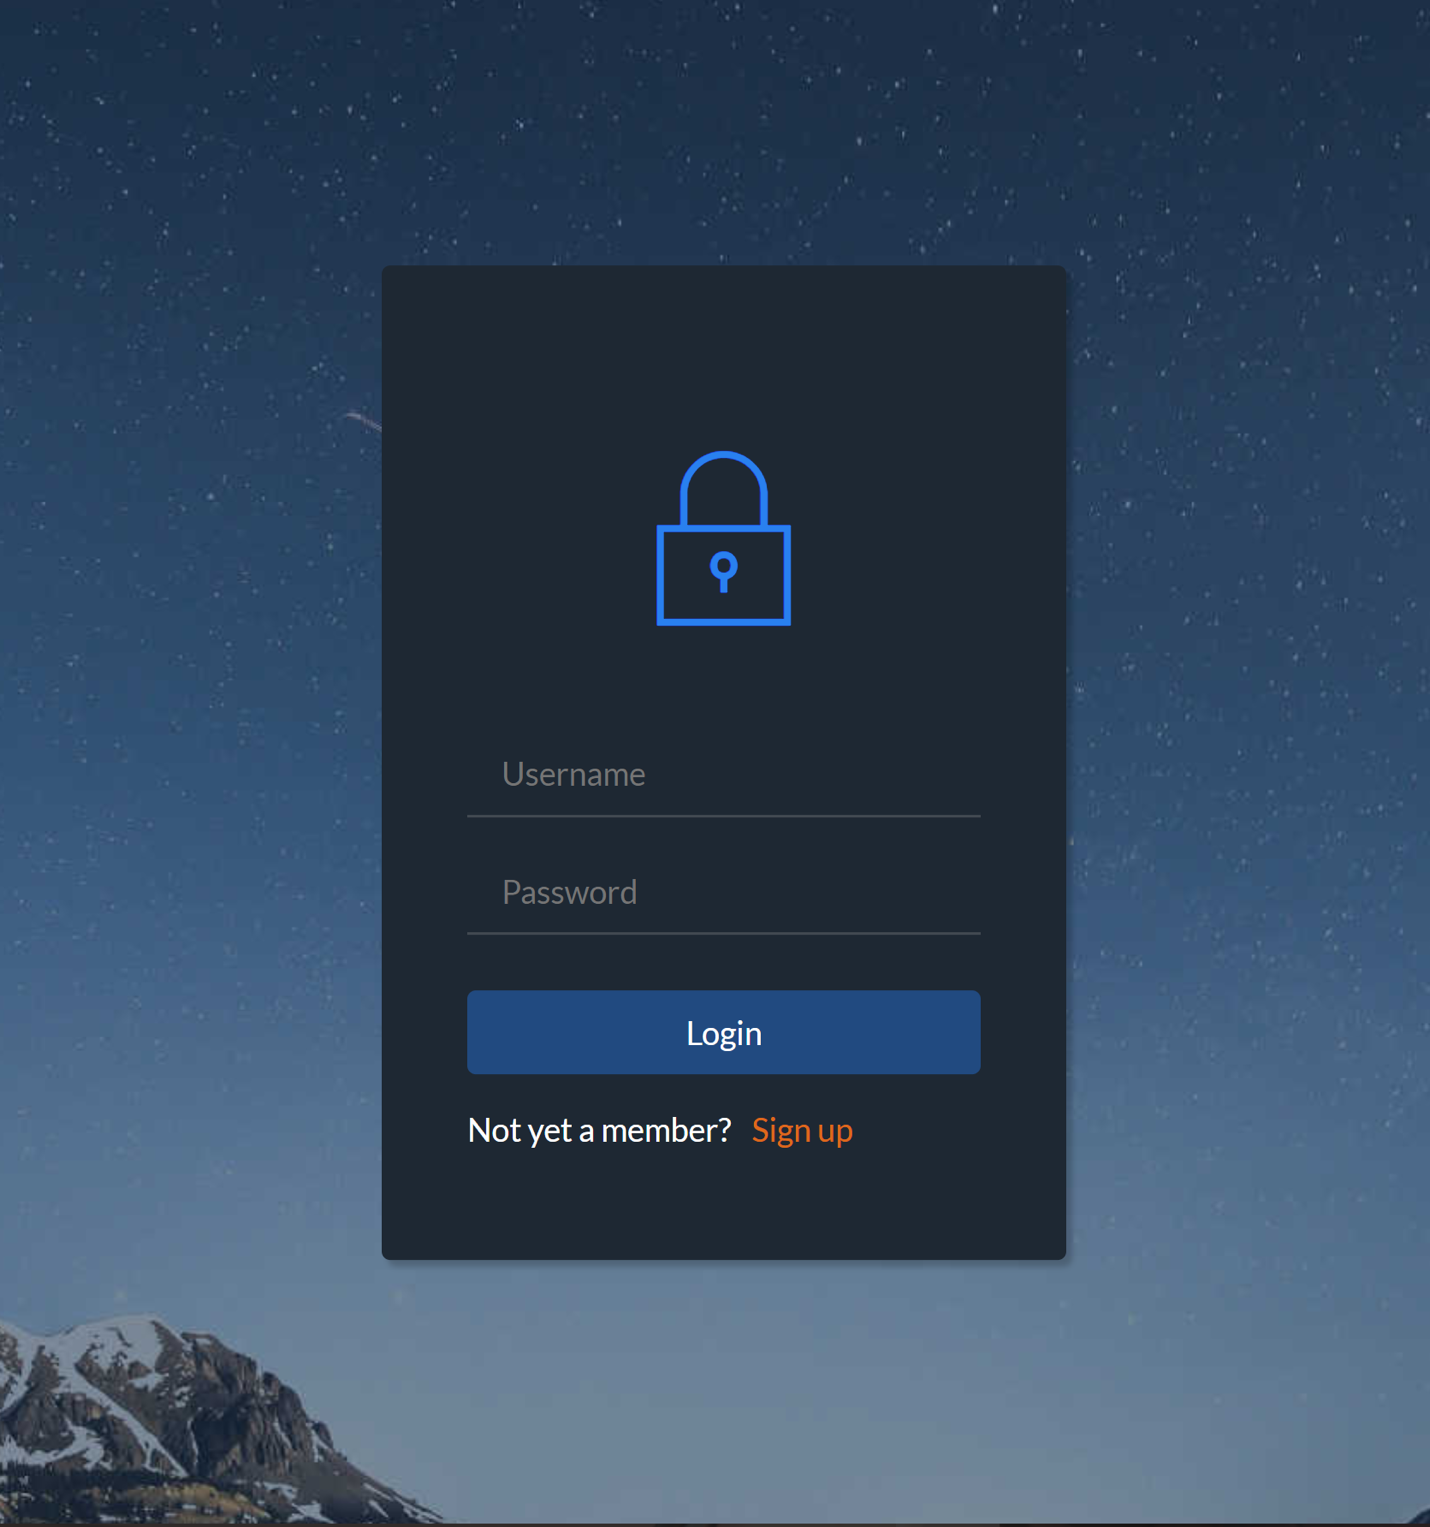 Username
Password
Login
Not yet a member? Sign up